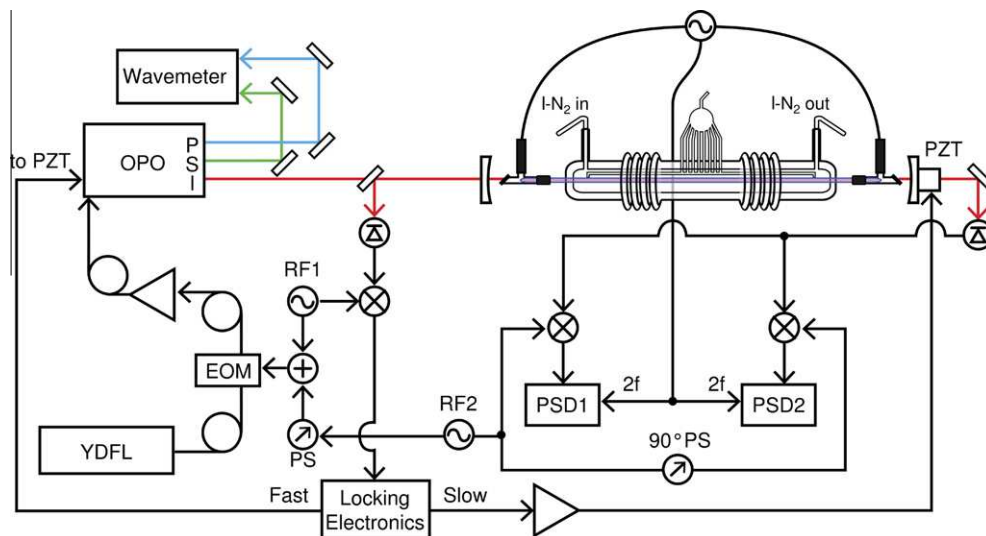 Wavemeter
l-N2 in
l-N2 out
P
S
I
OPO
to PZT
PZT
RF1
EOM
2f
2f
PSD1
PSD2
RF2
YDFL
PS
90°PS
Fast
Locking
Electronics
Slow